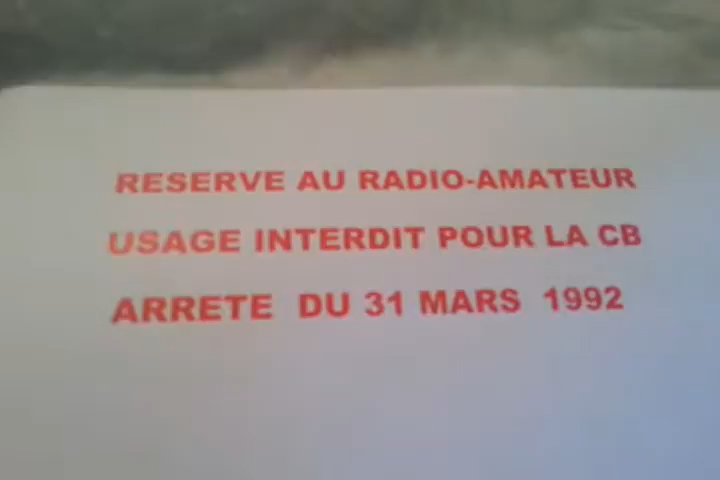 RESERVE AU RADIO-AMATEUR
USAGE INTERDIT POUR LA CB
ARRETE DU 31 MARS 1992